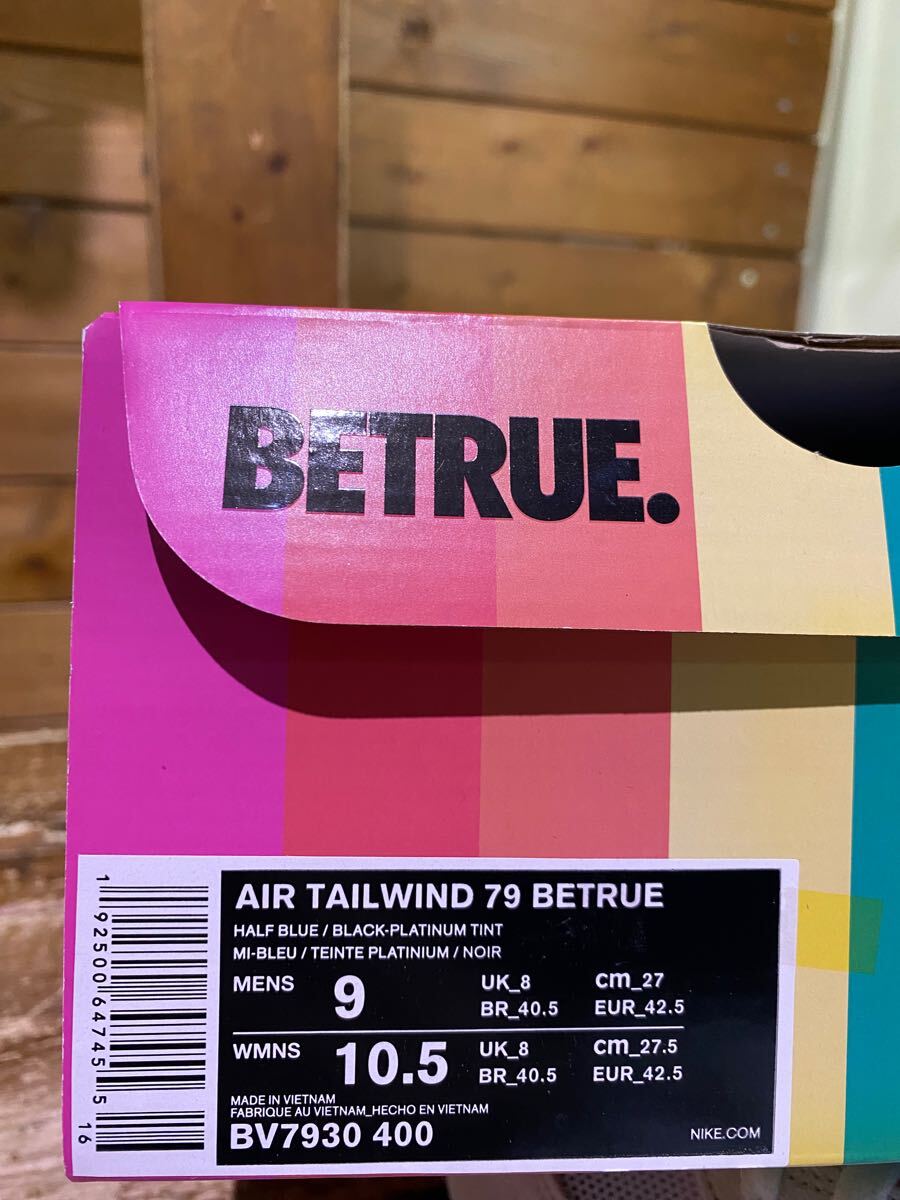 BETRUE.
AIR TAILWIND 79 BETRUE
HALF BLUE / BLACK-PLATINUM TINT
MI-BLEU / TEINTE PLATINIUM / NOIR
MENS 9 UK_8 cm_27
BR_40.5 EUR_42.5
WMNS 10.5 UK_8 cm_27.5
BR_40.5 EUR_42.5
MADE IN VIETNAM
FABRIQUE AU VIETNAM_HECHO EN VIETNAM
BV7930 400
NIKE.COM
1 92500 64745 5
16